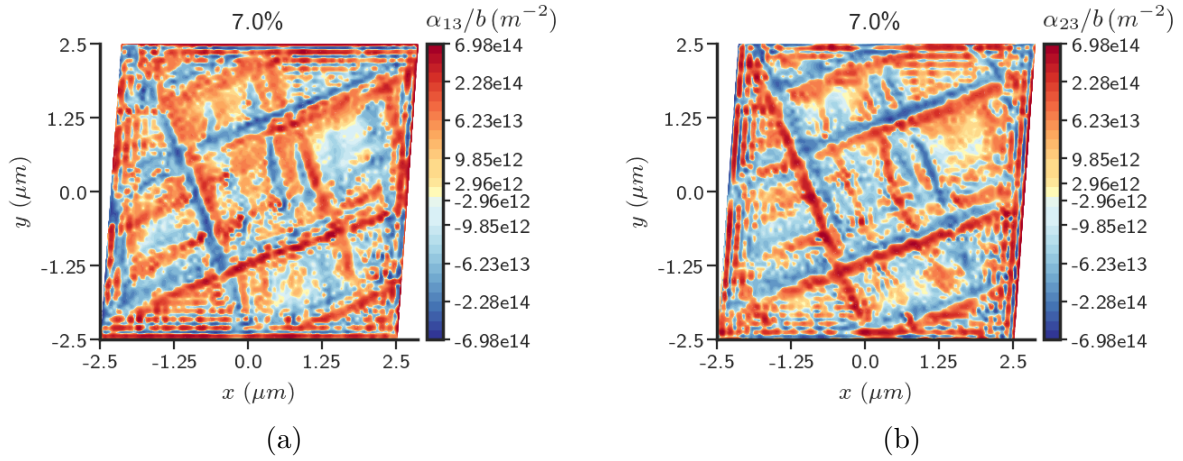 7.0%
α₁₃/b (m⁻²)
2.5
1.25
0.0
-1.25
-2.5
y (μm)
-2.5 -1.25 0.0 1.25 2.5
x (μm)
6.98e14
2.28e14
6.23e13
9.85e12
2.96e12
-2.96e12
-9.85e12
-6.23e13
-2.28e14
-6.98e14
(a)
7.0%
α₂₃/b (m⁻²)
2.5
1.25
0.0
-1.25
-2.5
y (μm)
-2.5 -1.25 0.0 1.25 2.5
x (μm)
6.98e14
2.28e14
6.23e13
9.85e12
2.96e12
-2.96e12
-9.85e12
-6.23e13
-2.28e14
-6.98e14
(b)